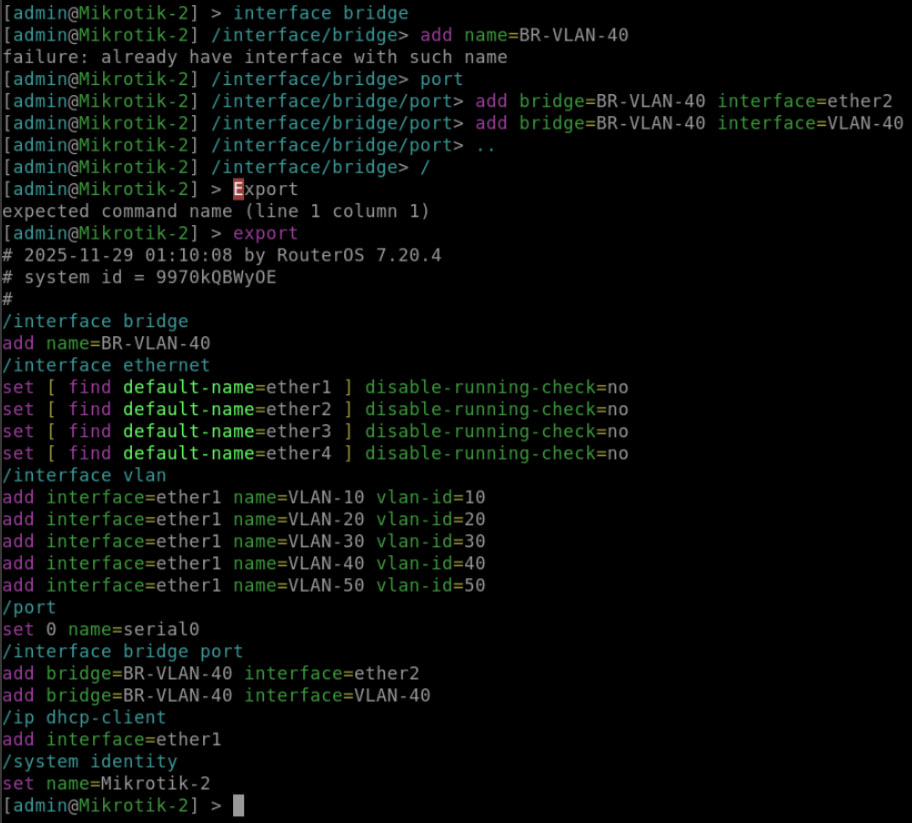 [admin@Mikrotik-2] > interface bridge
[admin@Mikrotik-2] /interface/bridge> add name=BR-VLAN-40
failure: already have interface with such name
[admin@Mikrotik-2] /interface/bridge> port
[admin@Mikrotik-2] /interface/bridge/port> add bridge=BR-VLAN-40 interface=ether2
[admin@Mikrotik-2] /interface/bridge/port> add bridge=BR-VLAN-40 interface=VLAN-40
[admin@Mikrotik-2] /interface/bridge/port> ..
[admin@Mikrotik-2] /interface/bridge> /
[admin@Mikrotik-2] > Export
expected command name (line 1 column 1)
[admin@Mikrotik-2] > export
# 2025-11-29 01:10:08 by RouterOS 7.20.4
# system id = 9970kQBWyOE
#
/interface bridge
add name=BR-VLAN-40
/interface ethernet
set [ find default-name=ether1 ] disable-running-check=no
set [ find default-name=ether2 ] disable-running-check=no
set [ find default-name=ether3 ] disable-running-check=no
set [ find default-name=ether4 ] disable-running-check=no
/interface vlan
add interface=ether1 name=VLAN-10 vlan-id=10
add interface=ether1 name=VLAN-20 vlan-id=20
add interface=ether1 name=VLAN-30 vlan-id=30
add interface=ether1 name=VLAN-40 vlan-id=40
add interface=ether1 name=VLAN-50 vlan-id=50
/port
set 0 name=serial0
/interface bridge port
add bridge=BR-VLAN-40 interface=ether2
add bridge=BR-VLAN-40 interface=VLAN-40
/ip dhcp-client
add interface=ether1
/system identity
set name=Mikrotik-2
[admin@Mikrotik-2] >